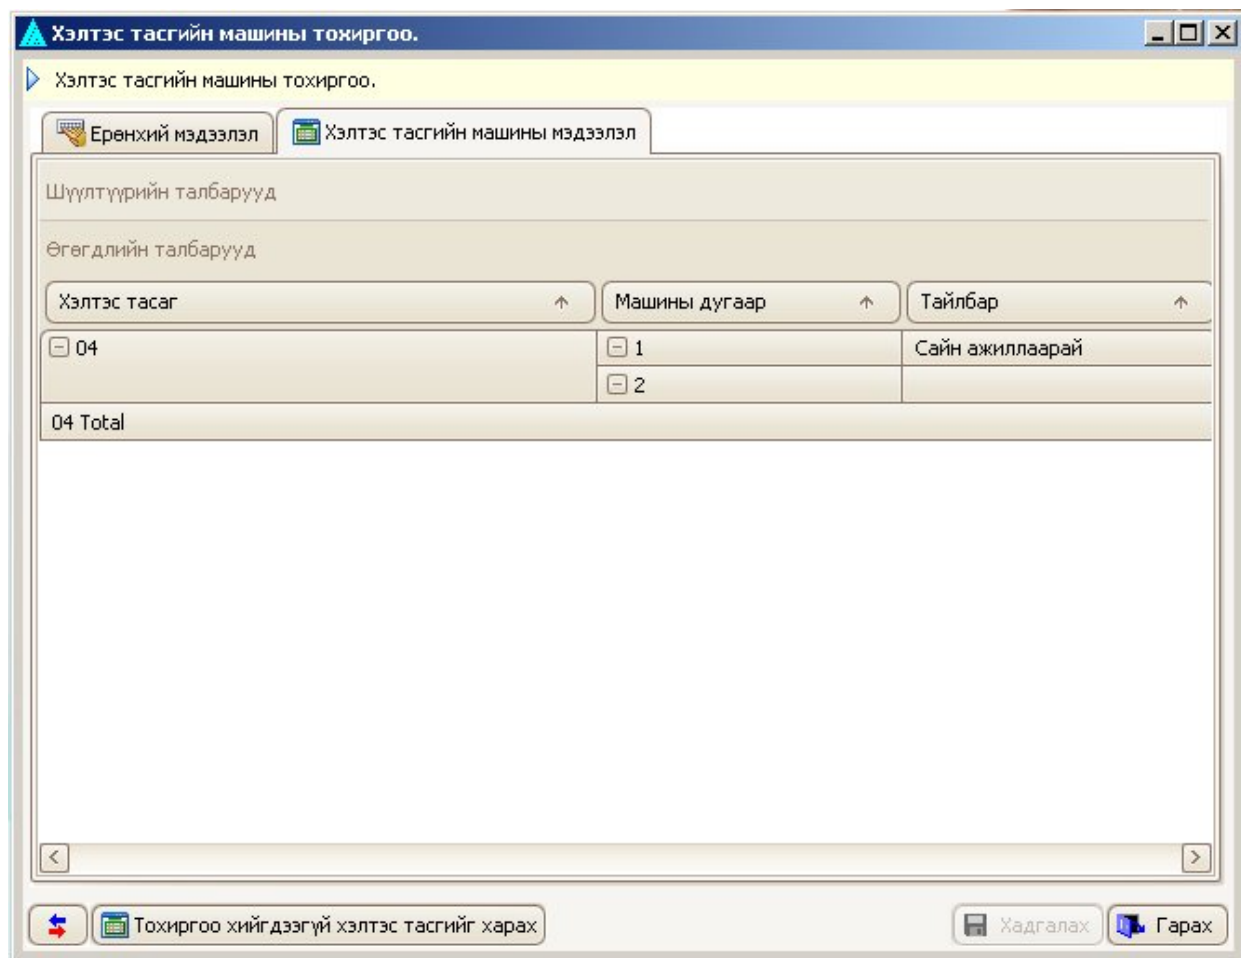 Хэлтэс тасгийн машины тохиргоо.
Хэлтэс тасгийн машины тохиргоо.
Ерөнхий мэдээлэл Хэлтэс тасгийн машины мэдээлэл
Шүүлтүүрийн талбарууд
Өгөгдлийн талбарууд
Хэлтэс тасаг Машины дугаар Тайлбар
04 1 Сайн ажиллаарай
2
04 Total
Тохиргоо хийгдээгүй хэлтэс тасгийг харах Хадгалах Гарах